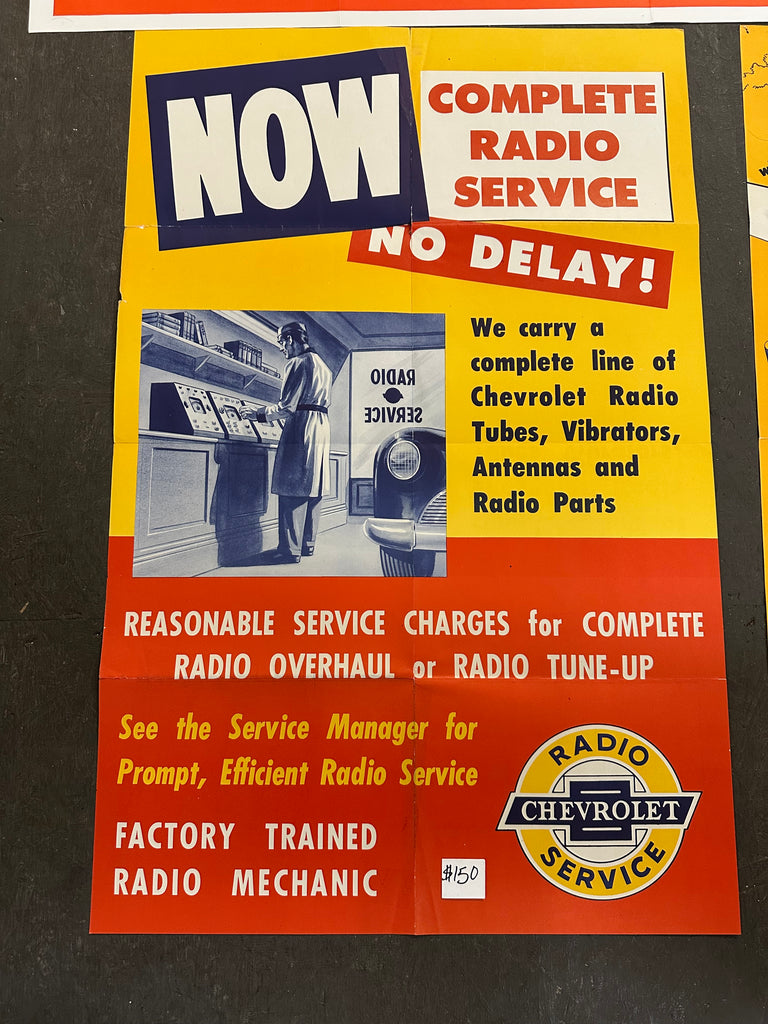 NOW
COMPLETE
RADIO
SERVICE
NO DELAY!
RADIO
SERVICE
We carry a
complete line of
Chevrolet Radio
Tubes, Vibrators,
Antennas and
Radio Parts
REASONABLE SERVICE CHARGES for COMPLETE
RADIO OVERHAUL or RADIO TUNE-UP
See the Service Manager for
Prompt, Efficient Radio Service
FACTORY TRAINED
RADIO MECHANIC
$150
RADIO
CHEVROLET
SERVICE